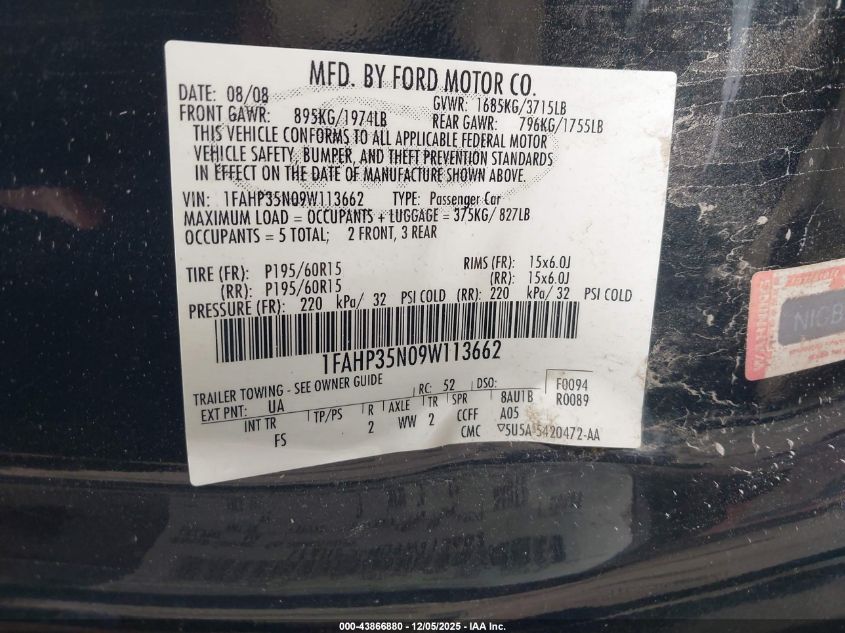 MFD. BY FORD MOTOR CO.
DATE: 08/08 GVWR: 1685KG/3715LB
FRONT GAWR: 895KG/1974LB REAR GAWR: 796KG/1755LB
THIS VEHICLE CONFORMS TO ALL APPLICABLE FEDERAL MOTOR
VEHICLE SAFETY, BUMPER, AND THEFT PREVENTION STANDARDS
IN EFFECT ON THE DATE OF MANUFACTURE SHOWN ABOVE.
VIN: 1FAHP35N09W113662 TYPE: Passenger Car
MAXIMUM LOAD = OCCUPANTS + LUGGAGE = 375KG/ 827LB
OCCUPANTS = 5 TOTAL; 2 FRONT, 3 REAR
TIRE (FR): P195/60R15 RIMS (FR): 15x6.0J
(RR): P195/60R15 (RR): 15x6.0J
PRESSURE (FR): 220 kPa/ 32 PSI COLD (RR): 220 kPa/ 32 PSI COLD
1FAHP35N09W113662
TRAILER TOWING - SEE OWNER GUIDE RC: 52 DSO: F0094
EXT PNT: UA R0089
INT TR TP/PS R AXLE TR SPR 8AU1B
FS 2 WW 2 CCFF A05
CMC ▽5U5A-5420472-AA
NIGB
000-43866880 - 12/05/2025 - IAA Inc.